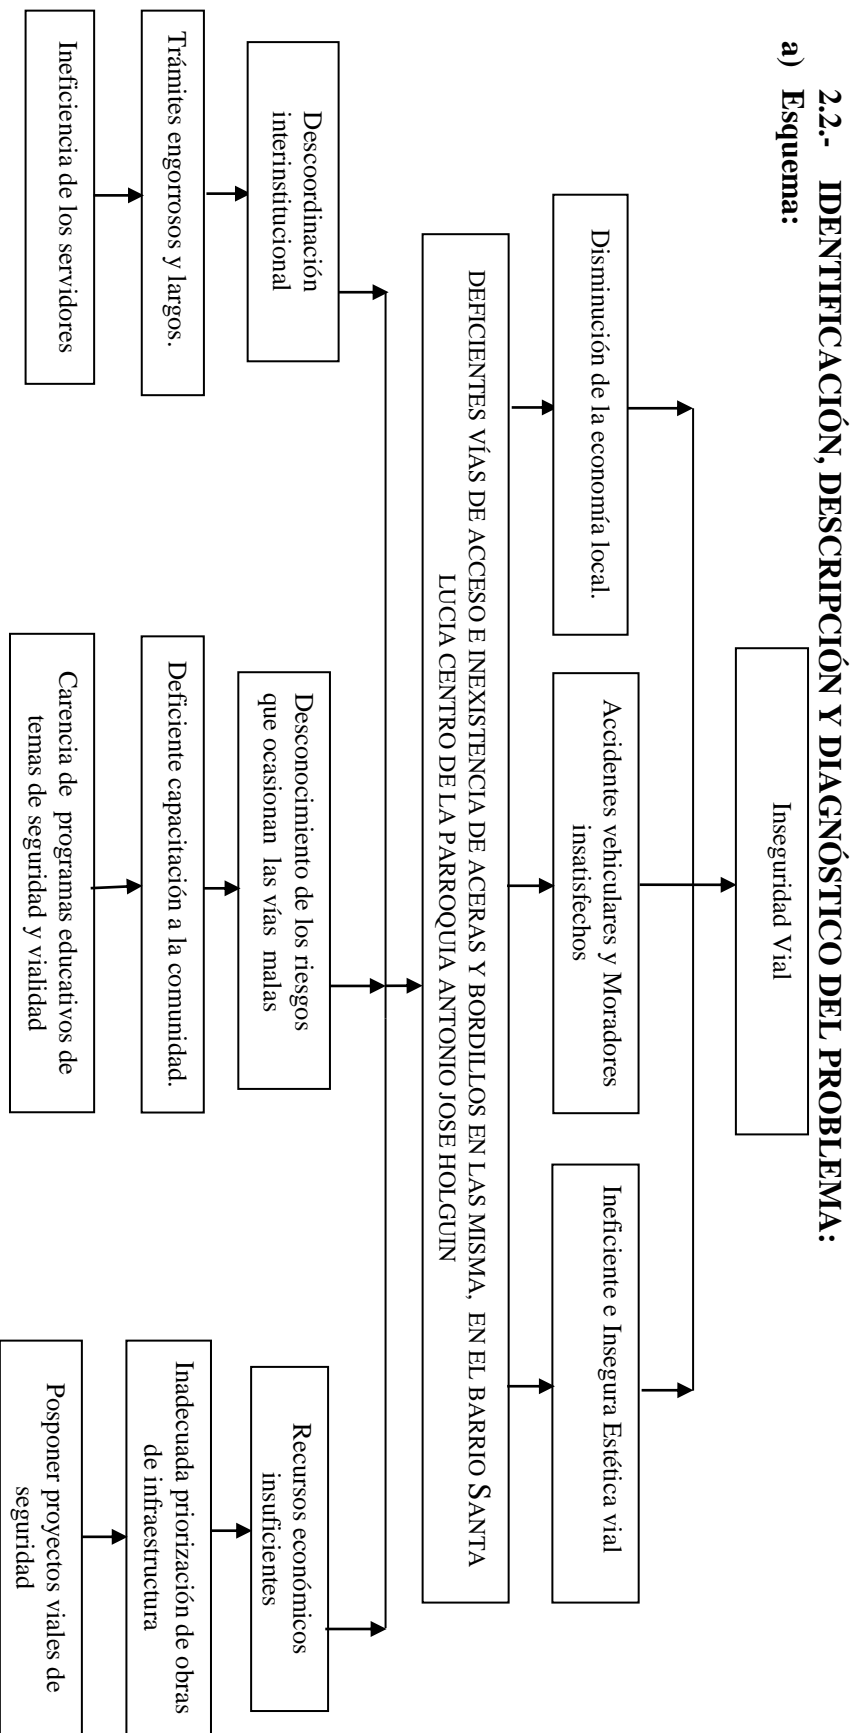 2.2.- IDENTIFICACIÓN, DESCRIPCIÓN Y DIAGNÓSTICO DEL PROBLEMA:
a) Esquema:
Inseguridad Vial
Disminución de la economía local.
Accidentes vehiculares y Moradores
insatisfechos
Ineficiente e Insegura Estética vial
DEFICIENTES VÍAS DE ACCESO E INEXISTENCIA DE ACERAS Y BORDILLOS EN LAS MISMA, EN EL BARRIO SANTA
LUCIA CENTRO DE LA PARROQUIA ANTONIO JOSE HOLGUIN
Descoordinación
interinstitucional
Desconocimiento de los riesgos
que ocasionan las vías malas
Recursos económicos
insuficientes
Trámites engorrosos y largos.
Deficiente capacitación a la comunidad.
Inadecuada priorización de obras
de infraestructura
Ineficiencia de los servidores
Carencia de programas educativos de
temas de seguridad y vialidad
Posponer proyectos viales de
seguridad